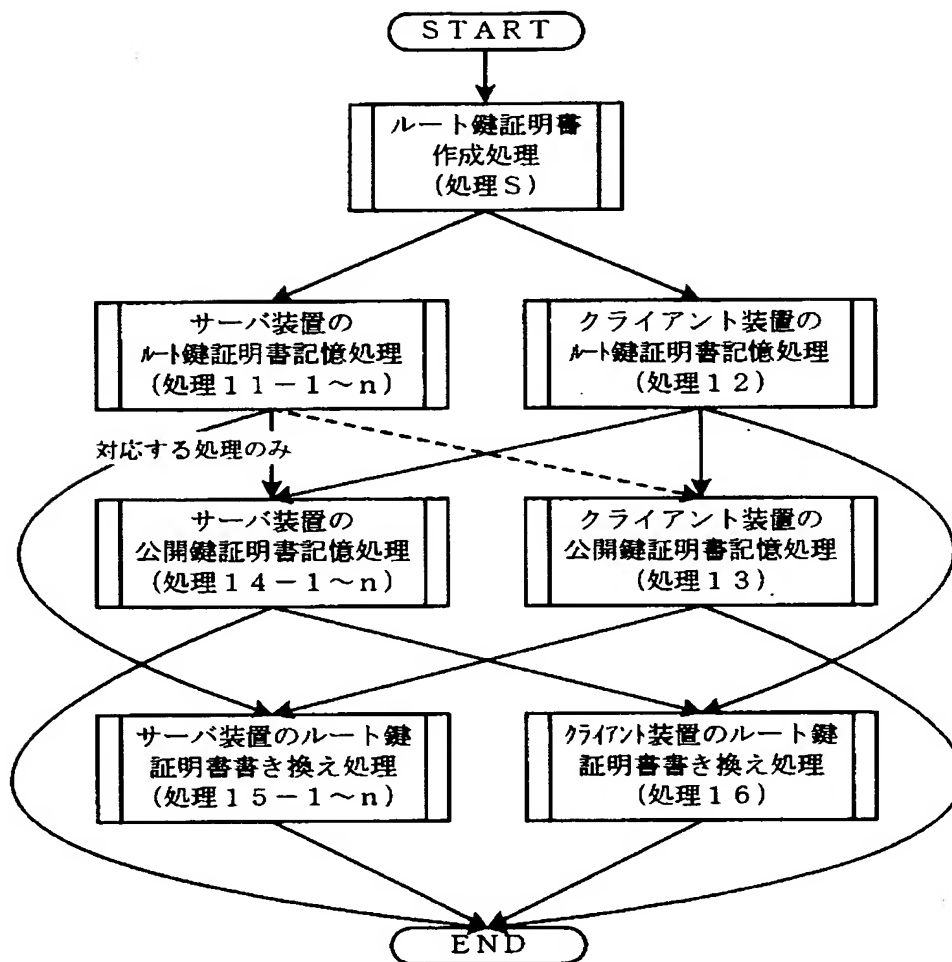 START
ルート鍵証明書
作成処理
(処理S)
サーバ装置の
ルート鍵証明書記憶処理
(処理11-1~n)
クライアント装置の
ルート鍵証明書記憶処理
(処理12)
対応する処理のみ
サーバ装置の
公開鍵証明書記憶処理
(処理14-1~n)
クライアント装置の
公開鍵証明書記憶処理
(処理13)
サーバ装置のルート鍵
証明書書き換え処理
(処理15-1~n)
クライアント装置のルート鍵
証明書書き換え処理
(処理16)
END